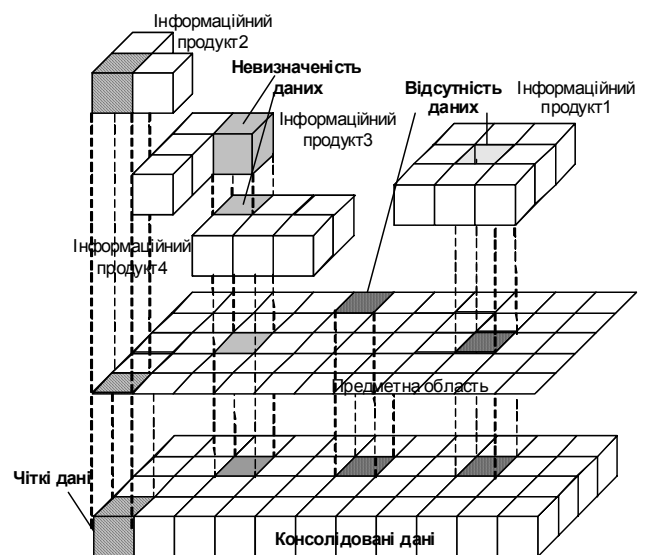 Інформаційний
продукт2
Невизначеність
даних
Відсутність
даних
Інформаційний
продукт1
Інформаційний
продукт3
Інформаційний
продукт4
Предметна область
Чіткі дані
Консолідовані дані